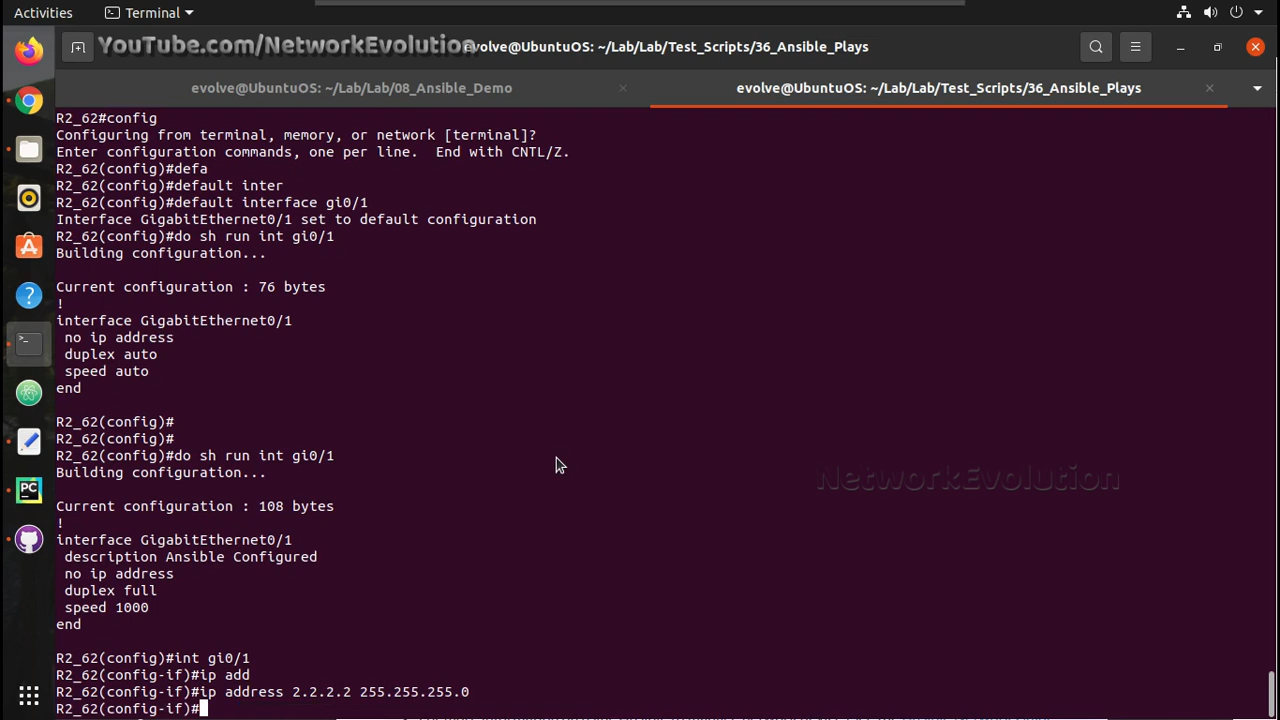 Activities
Terminal
YouTube.com/NetworkEvolution
evolve@UbuntuOS: ~/Lab/Lab/Test_Scripts/36_Ansible_Plays
evolve@UbuntuOS: ~/Lab/Lab/08_Ansible_Demo
evolve@UbuntuOS: ~/Lab/Lab/Test_Scripts/36_Ansible_Plays
R2_62#config
Configuring from terminal, memory, or network [terminal]?
Enter configuration commands, one per line.  End with CNTL/Z.
R2_62(config)#defa
R2_62(config)#default inter
R2_62(config)#default interface gi0/1
Interface GigabitEthernet0/1 set to default configuration
R2_62(config)#do sh run int gi0/1
Building configuration...
Current configuration : 76 bytes
!
interface GigabitEthernet0/1
 no ip address
 duplex auto
 speed auto
end
R2_62(config)#
R2_62(config)#
R2_62(config)#do sh run int gi0/1
Building configuration...
NetworkEvolution
Current configuration : 108 bytes
!
interface GigabitEthernet0/1
 description Ansible Configured
 no ip address
 duplex full
 speed 1000
end
R2_62(config)#int gi0/1
R2_62(config-if)#ip add
R2_62(config-if)#ip address 2.2.2.2 255.255.255.0
R2_62(config-if)#
PC